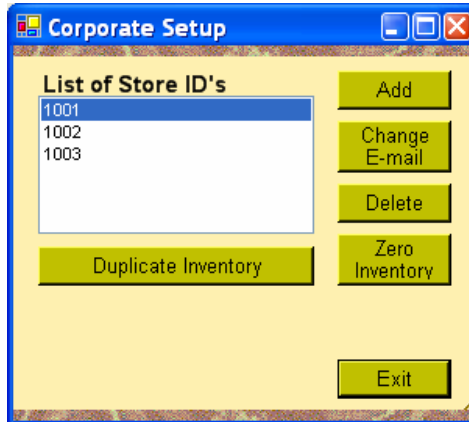 Corporate Setup
List of Store ID's
1001
1002
1003
Duplicate Inventory
Add
Change
E-mail
Delete
Zero
Inventory
Exit